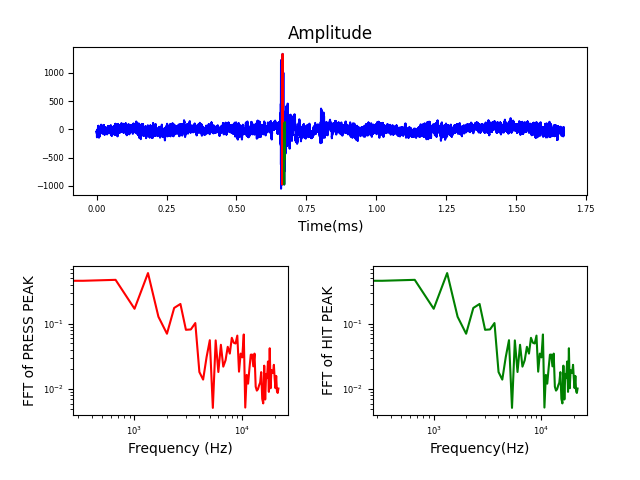 Amplitude
1000
500
0
−500
−1000
0.00 0.25 0.50 0.75 1.00 1.25 1.50 1.75
Time(ms)
FFT of PRESS PEAK
10⁻¹
10⁻²
10³ 10⁴
Frequency (Hz)
FFT of HIT PEAK
10⁻¹
10⁻²
10³ 10⁴
Frequency(Hz)